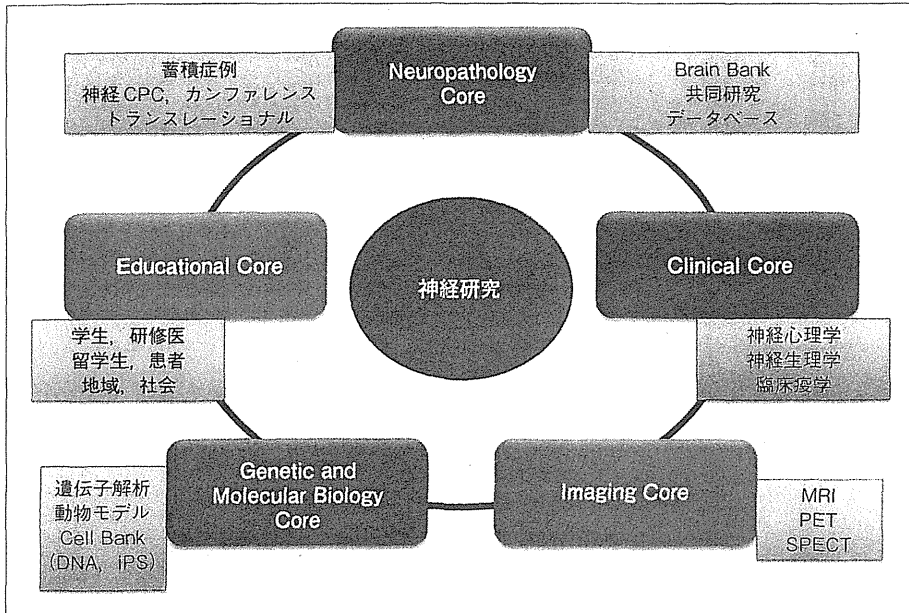 蓄積症例
神経CPC，カンファレンス
トランスレーショナル
Neuropathology
Core
Brain Bank
共同研究
データベース
Educational Core
学生，研修医
留学生，患者
地域，社会
神経研究
Clinical Core
神経心理学
神経生理学
臨床疫学
遺伝子解析
動物モデル
Cell Bank
(DNA, iPS)
Genetic and
Molecular Biology
Core
Imaging Core
MRI
PET
SPECT